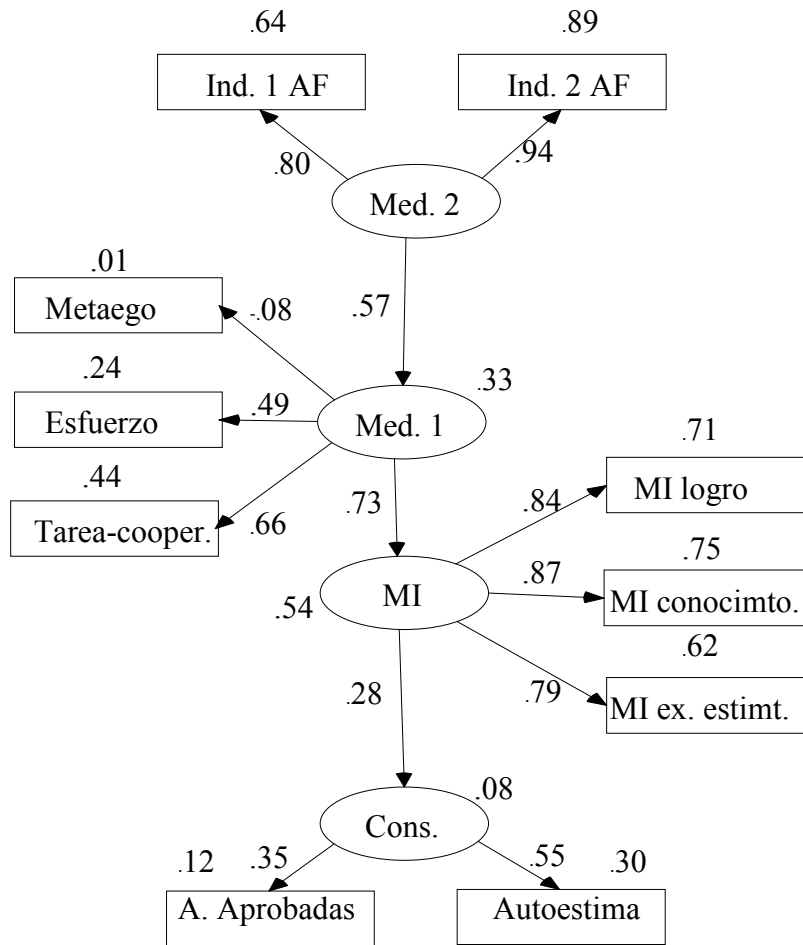 .64 .89
Ind. 1 AF Ind. 2 AF
.80 .94
Med. 2
.01
Metaego -.08 .57
.24 .33
Esfuerzo .49 Med. 1
.44 .71
Tarea-cooper. .66 .73 .84 MI logro
.75
.54 MI .87 MI conocimto.
.62
.28 .79 MI ex. estimt.
.08
Cons.
.12 .35 .55 .30
A. Aprobadas Autoestima